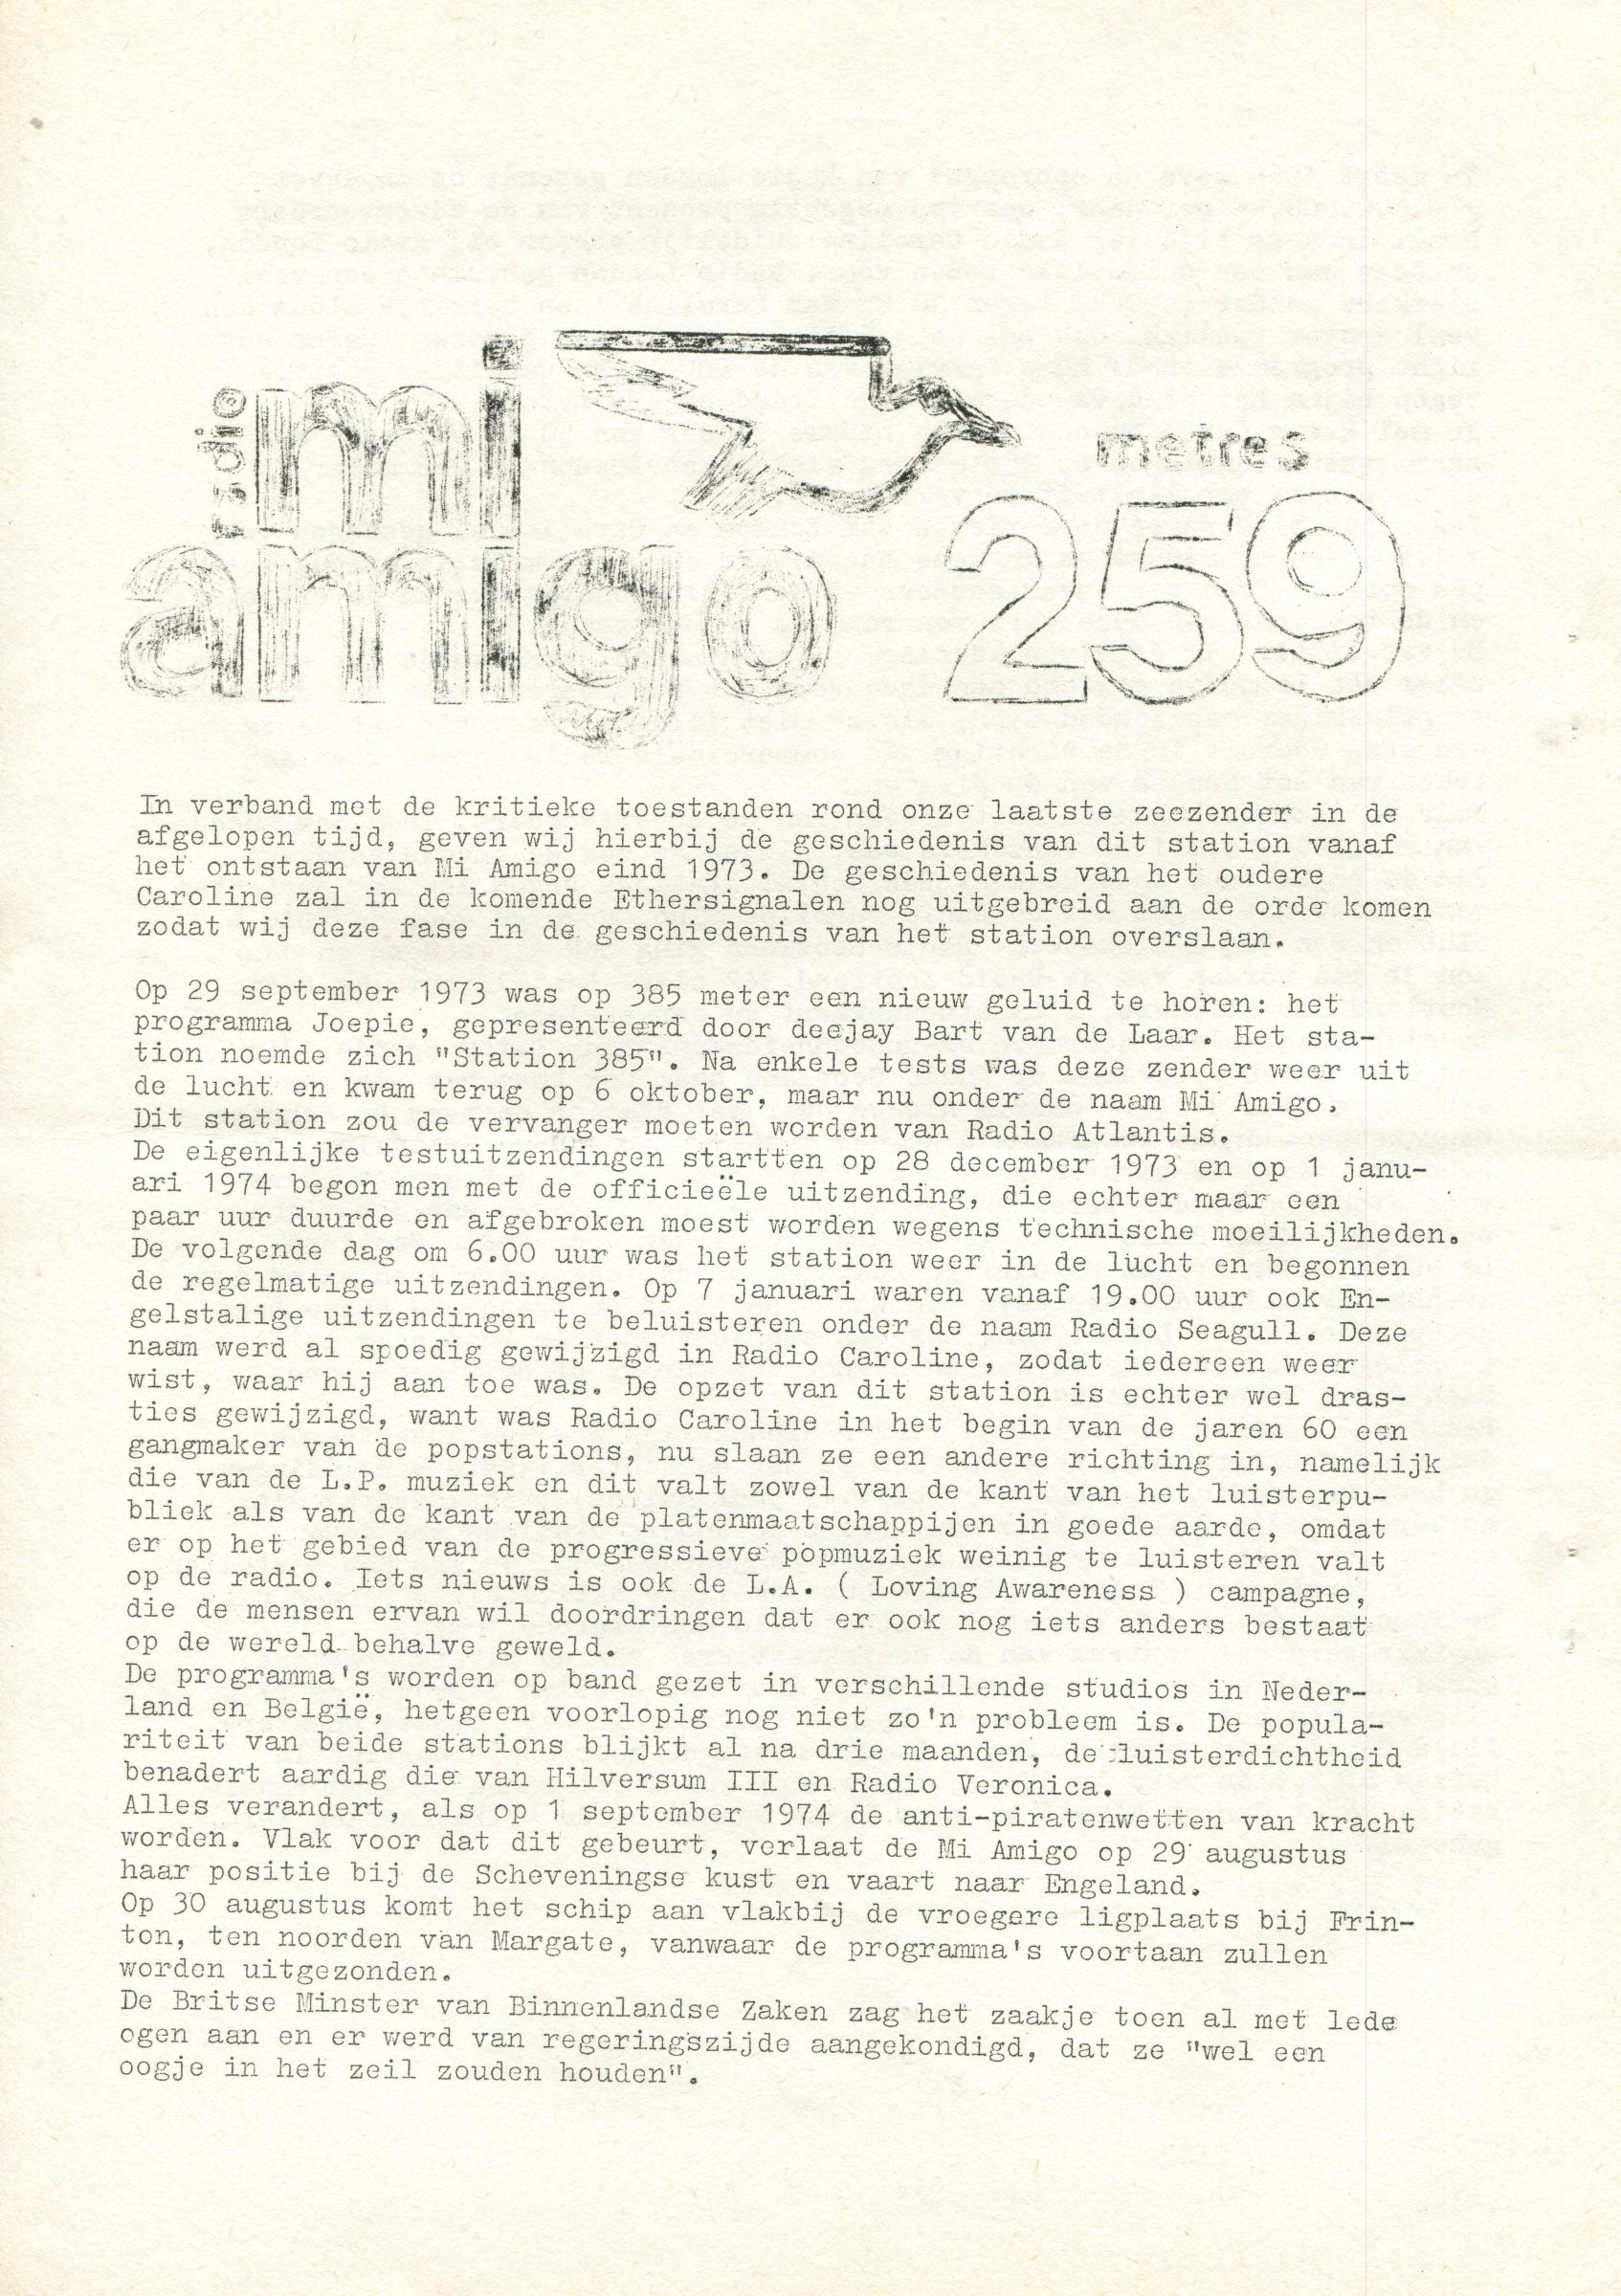 radio
mi
amigo
metres
259
In verband met de kritieke toestanden rond onze laatste zeezender in de
afgelopen tijd, geven wij hierbij de geschiedenis van dit station vanaf
het ontstaan van Mi Amigo eind 1973. De geschiedenis van het oudere
Caroline zal in de komende Ethersignalen nog uitgebreid aan de orde komen
zodat wij deze fase in de geschiedenis van het station overslaan.
Op 29 september 1973 was op 385 meter een nieuw geluid te horen: het
programma Joepie, gepresenteerd door deejay Bart van de Laar. Het sta-
tion noemde zich "Station 385". Na enkele tests was deze zender weer uit
de lucht en kwam terug op 6 oktober, maar nu onder de naam Mi Amigo.
Dit station zou de vervanger moeten worden van Radio Atlantis.
De eigenlijke testuitzendingen startten op 28 december 1973 en op 1 janu-
ari 1974 begon men met de officieële uitzending, die echter maar een
paar uur duurde en afgebroken moest worden wegens technische moeilijkheden.
De volgende dag om 6.00 uur was het station weer in de lucht en begonnen
de regelmatige uitzendingen. Op 7 januari waren vanaf 19.00 uur ook En-
gelstalige uitzendingen te beluisteren onder de naam Radio Seagull. Deze
naam werd al spoedig gewijzigd in Radio Caroline, zodat iedereen weer
wist, waar hij aan toe was. De opzet van dit station is echter wel dras-
ties gewijzigd, want was Radio Caroline in het begin van de jaren 60 een
gangmaker van de popstations, nu slaan ze een andere richting in, namelijk
die van de L.P. muziek en dit valt zowel van de kant van het luisterpu-
bliek als van de kant van de platenmaatschappijen in goede aarde, omdat
er op het gebied van de progressieve popmuziek weinig te luisteren valt
op de radio. Iets nieuws is ook de L.A. ( Loving Awareness ) campagne,
die de mensen ervan wil doordringen dat er ook nog iets anders bestaat
op de wereld behalve geweld.
De programma's worden op band gezet in verschillende studios in Neder-
land en België, hetgeen voorlopig nog niet zo'n probleem is. De popula-
riteit van beide stations blijkt al na drie maanden, de luisterdichtheid
benadert aardig die van Hilversum III en Radio Veronica.
Alles verandert, als op 1 september 1974 de anti-piratenwetten van kracht
worden. Vlak voor dat dit gebeurt, verlaat de Mi Amigo op 29 augustus
haar positie bij de Scheveningse kust en vaart naar Engeland.
Op 30 augustus komt het schip aan vlakbij de vroegere ligplaats bij Frin-
ton, ten noorden van Margate, vanwaar de programma's voortaan zullen
worden uitgezonden.
De Britse Minster van Binnenlandse Zaken zag het zaakje toen al met lede
ogen aan en er werd van regeringszijde aangekondigd, dat ze "wel een
oogje in het zeil zouden houden".